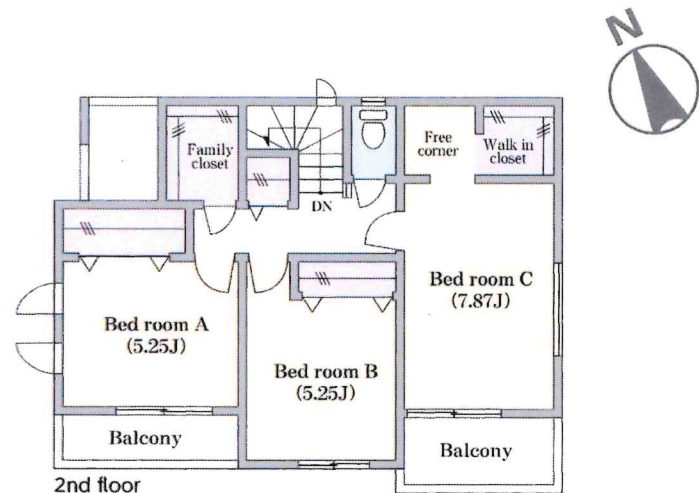 N
Family
closet
Free
corner
Walk in
closet
DN
Bed room A
(5.25J)
Bed room B
(5.25J)
Bed room C
(7.87J)
Balcony
Balcony
2nd floor